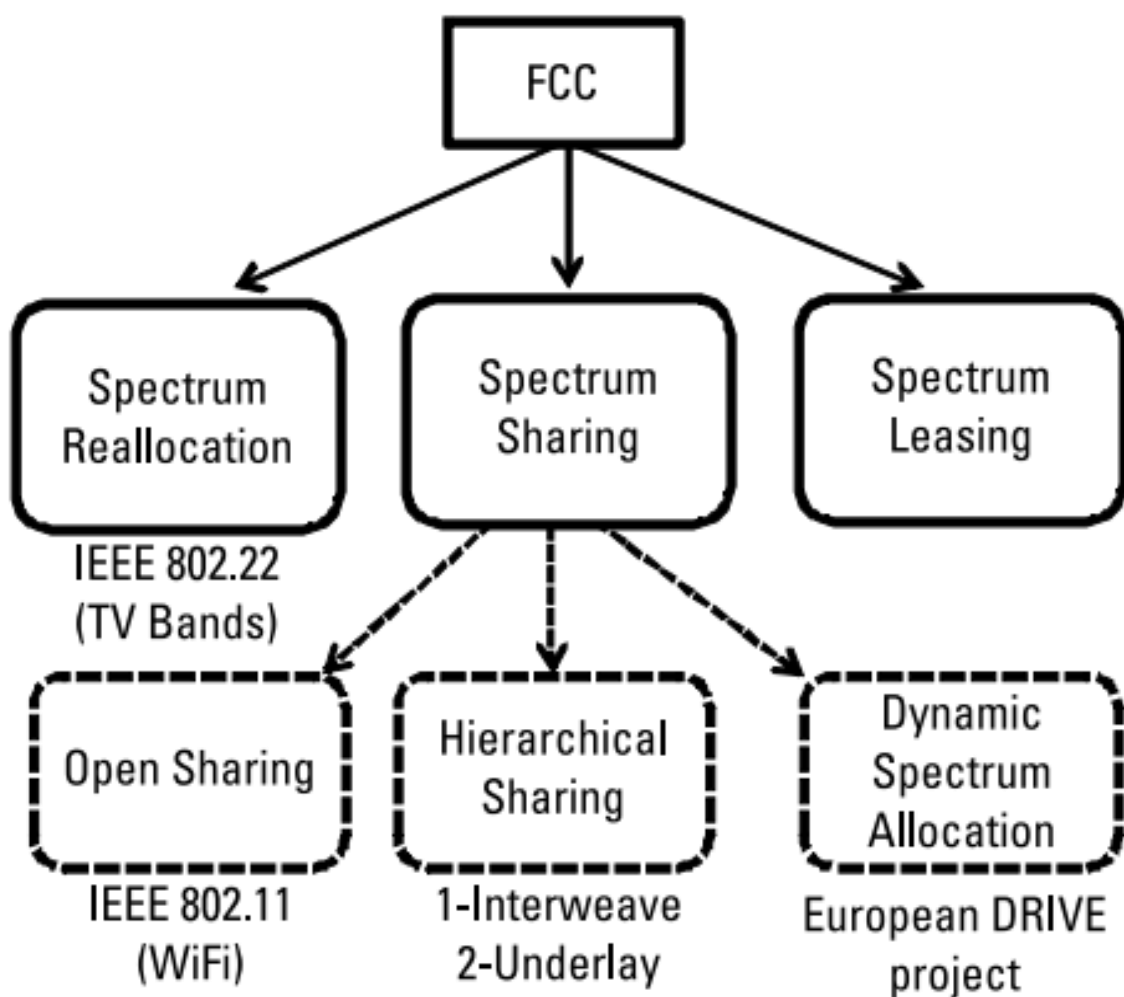 FCC
Spectrum
Reallocation
Spectrum
Sharing
Spectrum
Leasing
IEEE 802.22
(TV Bands)
Open Sharing
Hierarchical
Sharing
Dynamic
Spectrum
Allocation
IEEE 802.11
(WiFi)
1-Interweave
2-Underlay
European DRIVE
project